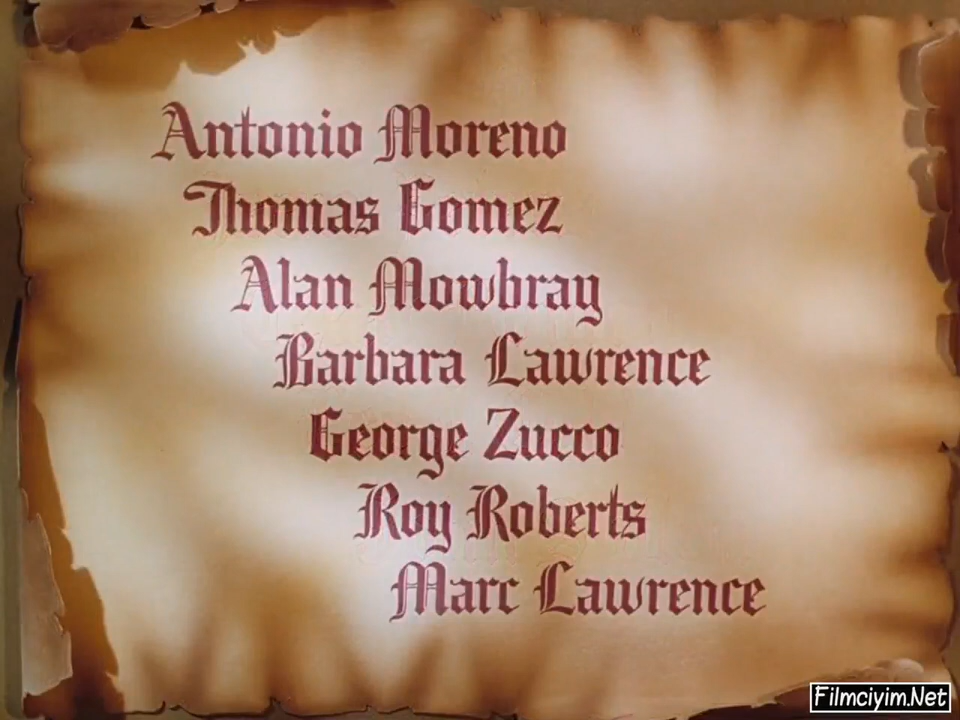 Antonio Moreno
Thomas Gomez
Alan Mowbray
Barbara Lawrence
George Zucco
Roy Roberts
Marc Lawrence
Filmciyim.Net